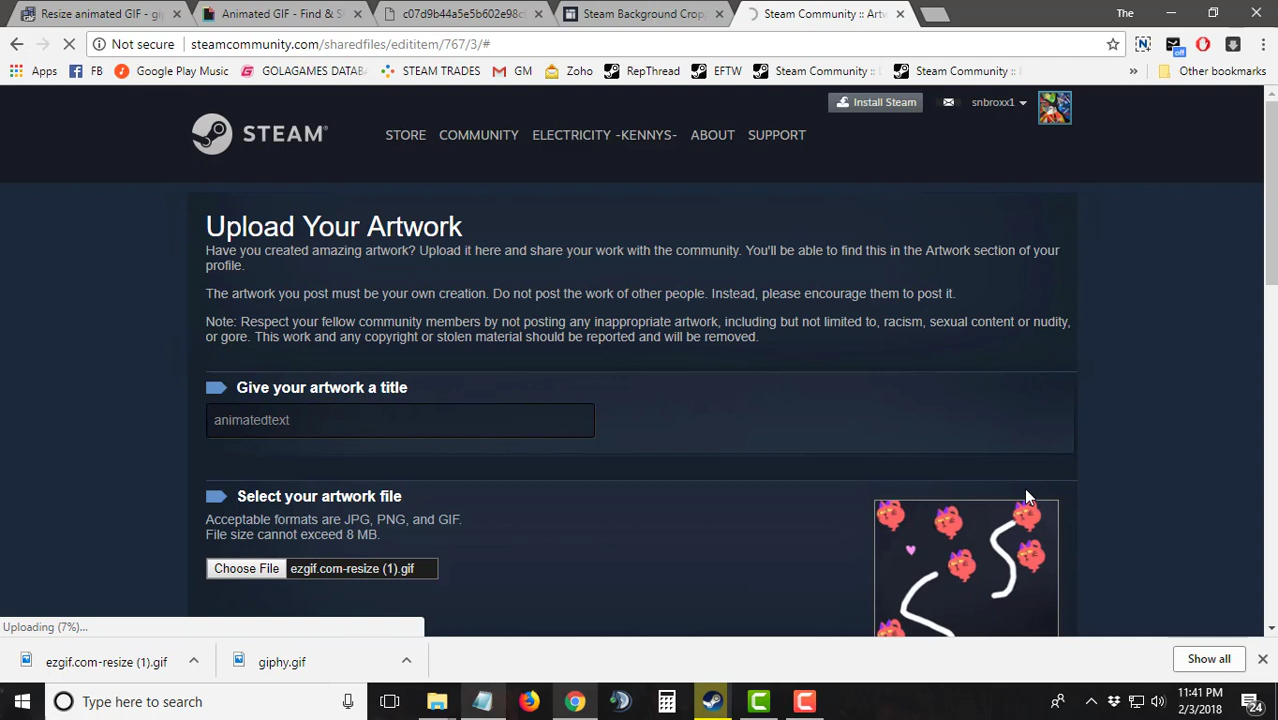 Resize animated GIF - gi
Animated GIF - Find & S
c07d9b44a5e5b602e98c
Steam Background Crop
Steam Community :: Artw
The
Not secure
steamcommunity.com/sharedfiles/edititem/767/3/#
off
Apps
FB
Google Play Music
GOLAGAMES DATAB
STEAM TRADES
GM
Zoho
RepThread
EFTW
Steam Community ::
Steam Community ::
»
Other bookmarks
STEAM®
STORE
COMMUNITY
ELECTRICITY -KENNYS-
ABOUT
SUPPORT
Install Steam
snbroxx1
Upload Your Artwork
Have you created amazing artwork? Upload it here and share your work with the community. You'll be able to find this in the Artwork section of your
profile.
The artwork you post must be your own creation. Do not post the work of other people. Instead, please encourage them to post it.
Note: Respect your fellow community members by not posting any inappropriate artwork, including but not limited to, racism, sexual content or nudity,
or gore. This work and any copyright or stolen material should be reported and will be removed.
Give your artwork a title
animatedtext
Select your artwork file
Acceptable formats are JPG, PNG, and GIF.
File size cannot exceed 8 MB.
Choose File
ezgif.com-resize (1).gif
Uploading (7%)...
ezgif.com-resize (1).gif
giphy.gif
Show all
Type here to search
11:41 PM
2/3/2018
24